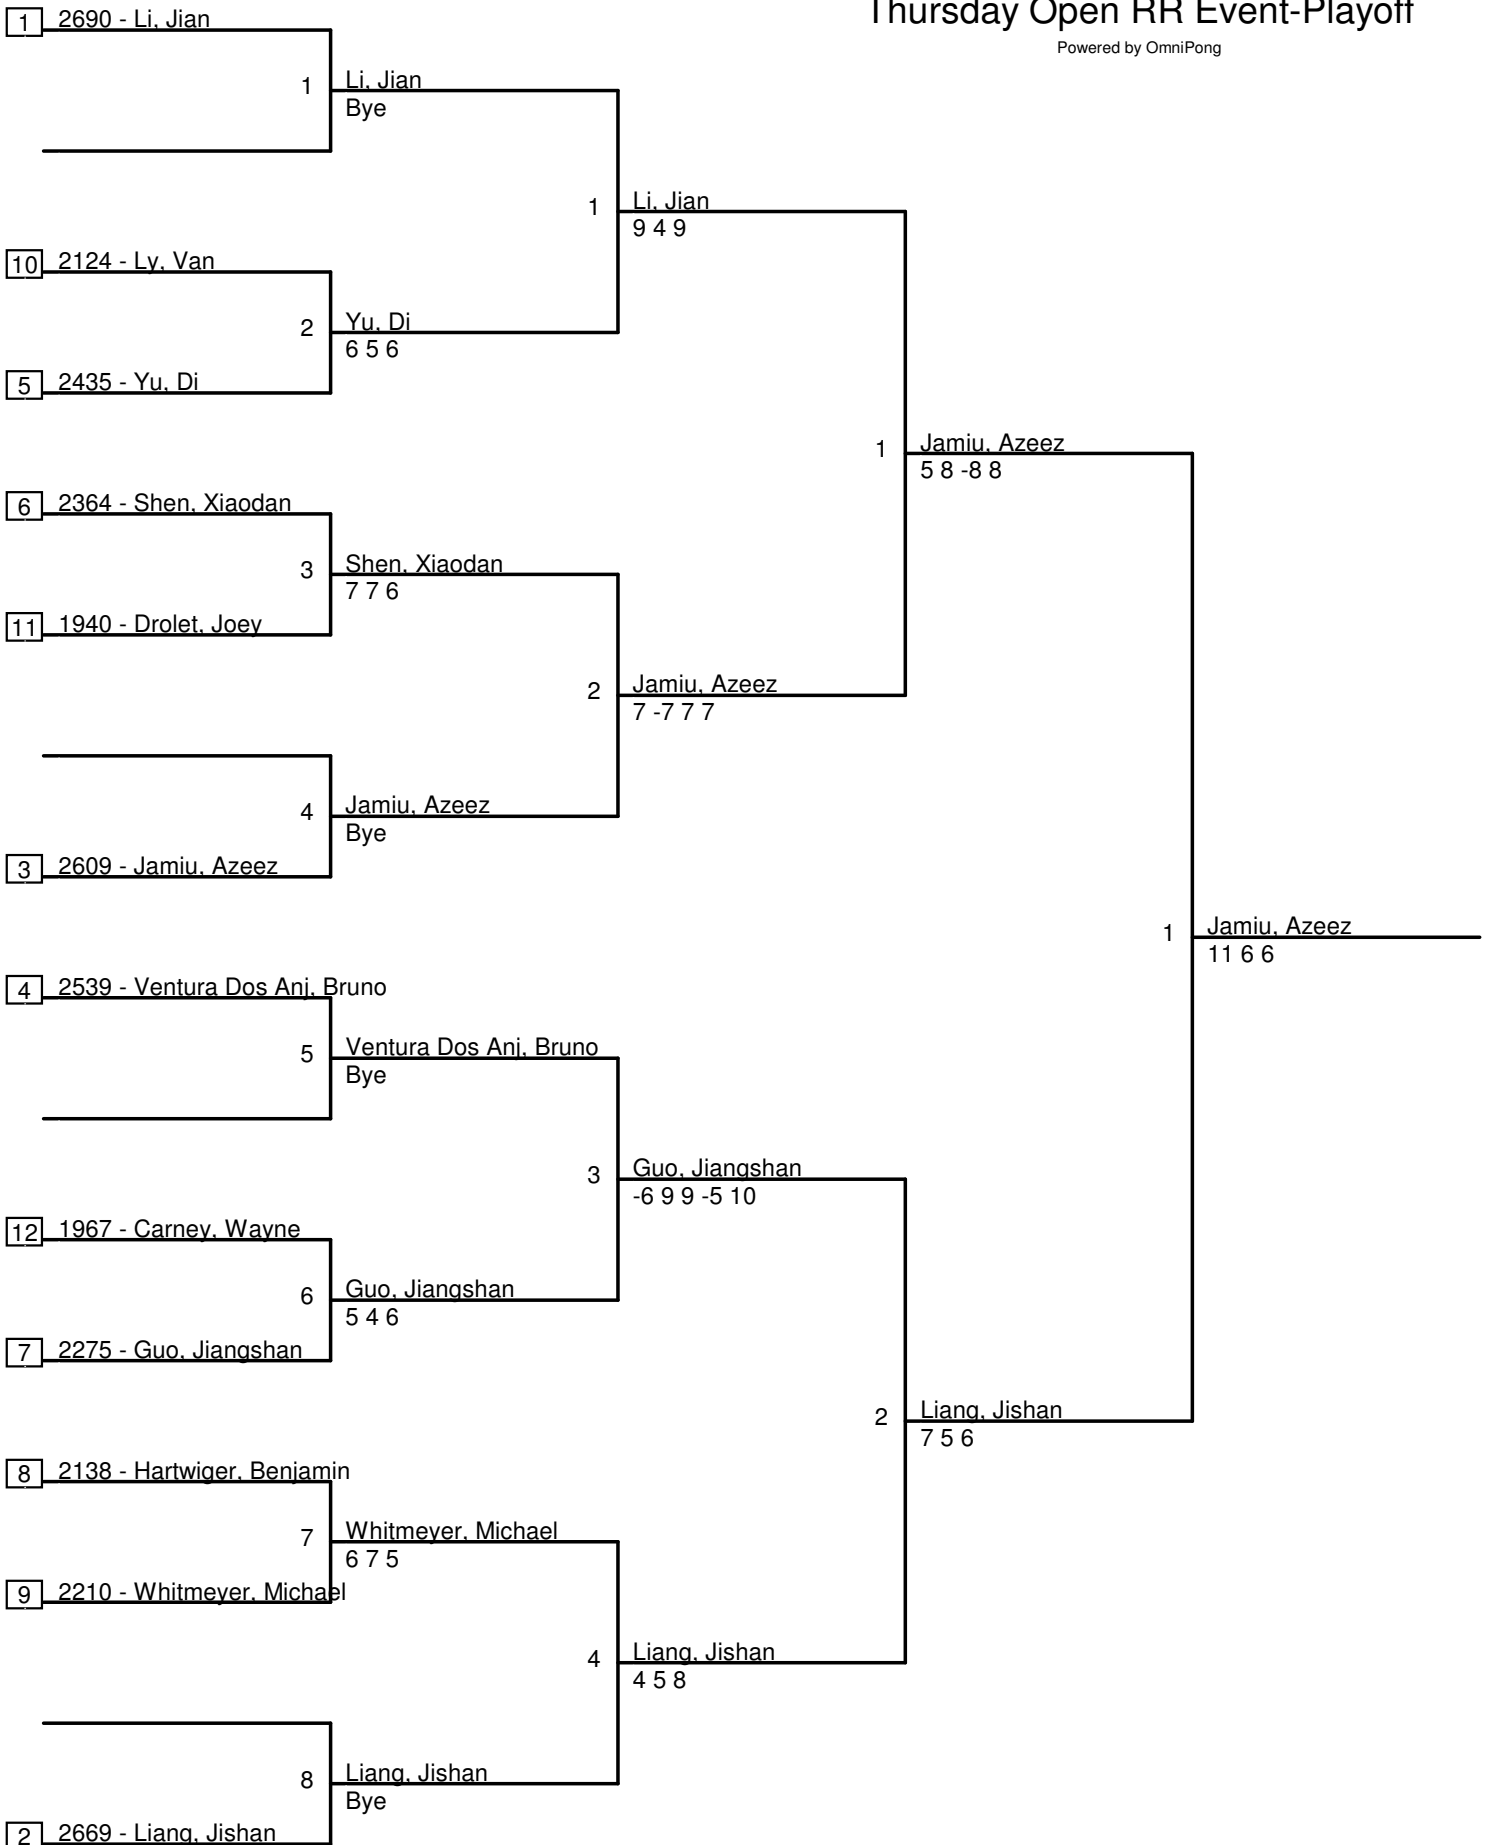 Thursday Open RR Event-Playoff
Powered by OmniPong
1 2690 - Li, Jian
1 Li, Jian
Bye
1 Li, Jian
9 4 9
10 2124 - Ly, Van
2 Yu, Di
6 5 6
5 2435 - Yu, Di
1 Jamiu, Azeez
5 8 -8 8
6 2364 - Shen, Xiaodan
3 Shen, Xiaodan
7 7 6
11 1940 - Drolet, Joey
2 Jamiu, Azeez
7 -7 7 7
4 Jamiu, Azeez
Bye
3 2609 - Jamiu, Azeez
1 Jamiu, Azeez
11 6 6
4 2539 - Ventura Dos Anj, Bruno
5 Ventura Dos Anj, Bruno
Bye
3 Guo, Jiangshan
-6 9 9 -5 10
12 1967 - Carney, Wayne
6 Guo, Jiangshan
5 4 6
7 2275 - Guo, Jiangshan
2 Liang, Jishan
7 5 6
8 2138 - Hartwiger, Benjamin
7 Whitmeyer, Michael
6 7 5
9 2210 - Whitmeyer, Michael
4 Liang, Jishan
4 5 8
8 Liang, Jishan
Bye
2 2669 - Liang, Jishan